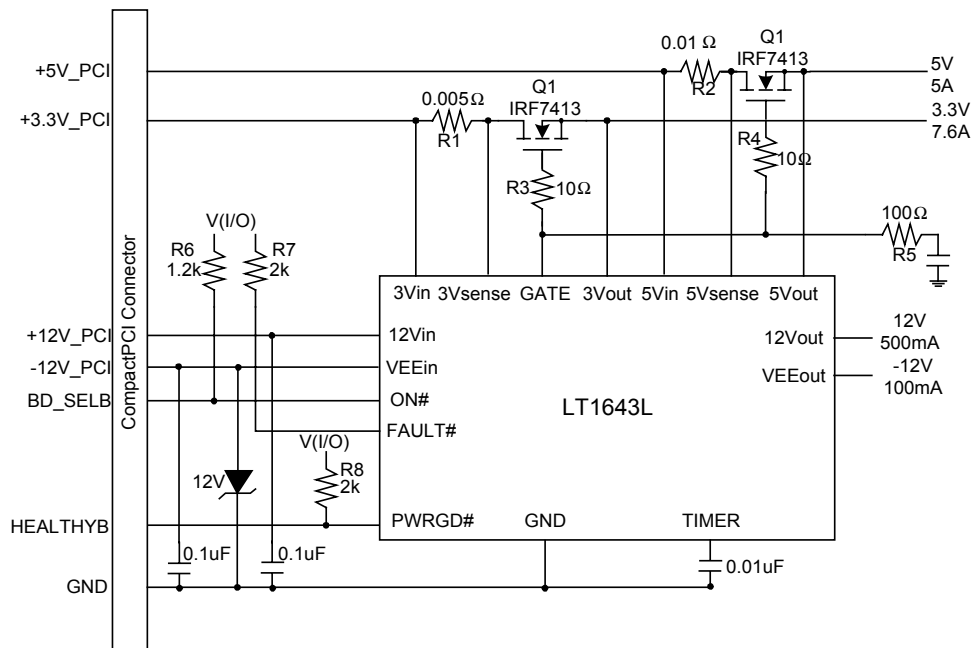 0.01 Ω
Q1
IRF7413
+5V_PCI
R2
5V
5A
Q1
IRF7413
0.005Ω
+3.3V_PCI
R1
3.3V
7.6A
R4
10Ω
R3
10Ω
100Ω
R5
V(I/O)
R6
1.2k
R7
2k
CompactPCI Connector
3Vin 3Vsense GATE 3Vout 5Vin 5Vsense 5Vout
+12V_PCI
12Vin
12Vout
12V
500mA
-12V_PCI
VEEin
VEEout
-12V
100mA
BD_SELB
ON#
LT1643L
FAULT#
V(I/O)
R8
2k
12V
HEALTHYB
PWRGD#
GND
TIMER
0.1uF
0.1uF
0.01uF
GND